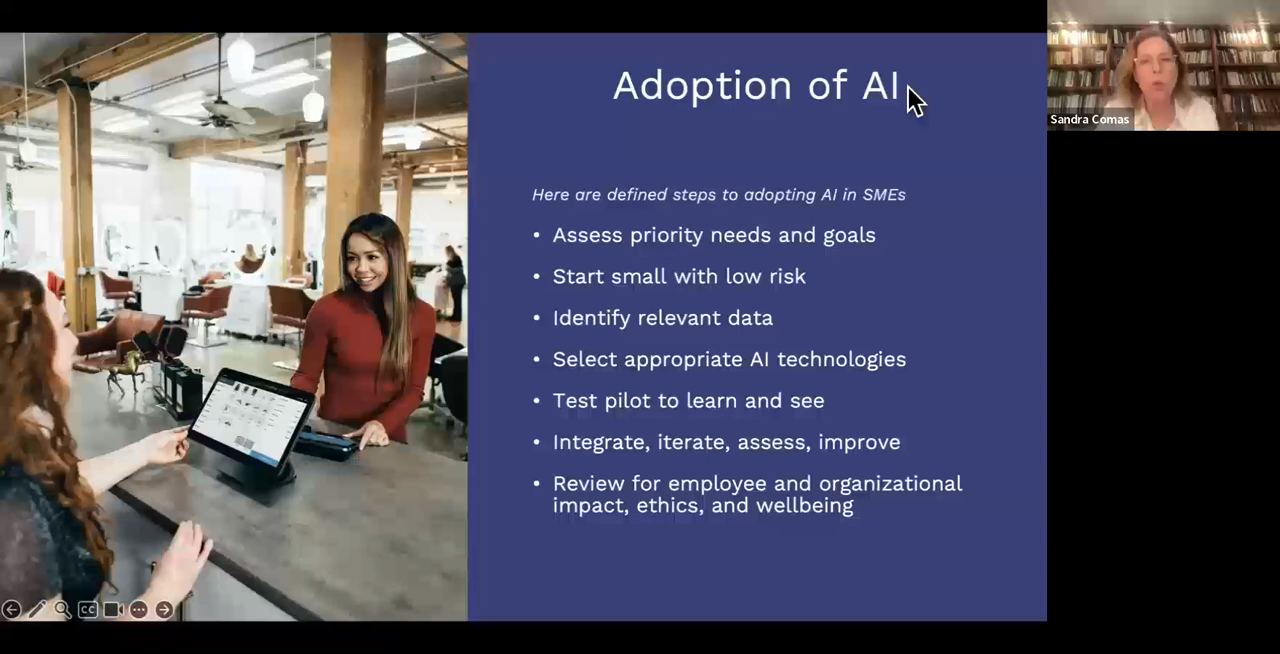 Adoption of AI
Here are defined steps to adopting AI in SMEs
• Assess priority needs and goals
• Start small with low risk
• Identify relevant data
• Select appropriate AI technologies
• Test pilot to learn and see
• Integrate, iterate, assess, improve
• Review for employee and organizational
impact, ethics, and wellbeing
Sandra Comas
CC